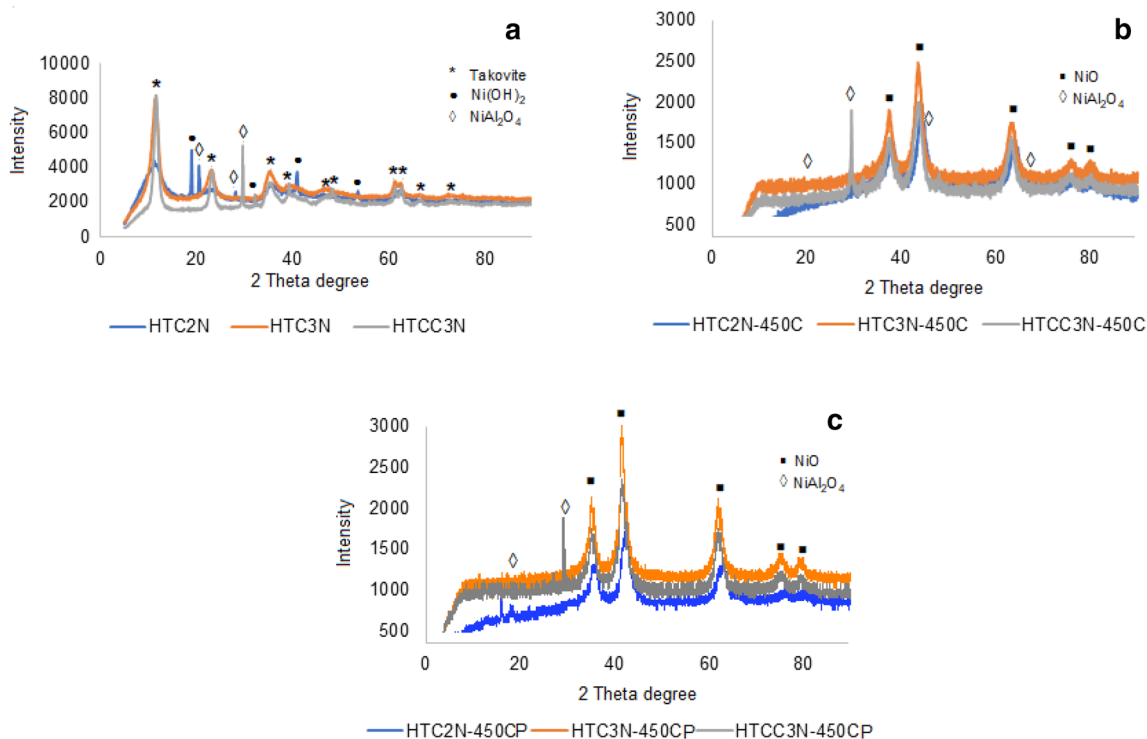 a
* Takovite
● Ni(OH)2
◇ NiAl2O4
Intensity
10000
8000
6000
4000
2000
0
0 20 40 60 80
2 Theta degree
HTC2N HTC3N HTCC3N
b
■ NiO
◇ NiAl2O4
Intensity
3000
2500
2000
1500
1000
500
0 20 40 60 80
2 Theta degree
HTC2N-450C HTC3N-450C HTCC3N-450C
c
■ NiO
◇ NiAl2O4
Intensity
3000
2500
2000
1500
1000
500
0 20 40 60 80
2 Theta degree
HTC2N-450CP HTC3N-450CP HTCC3N-450CP